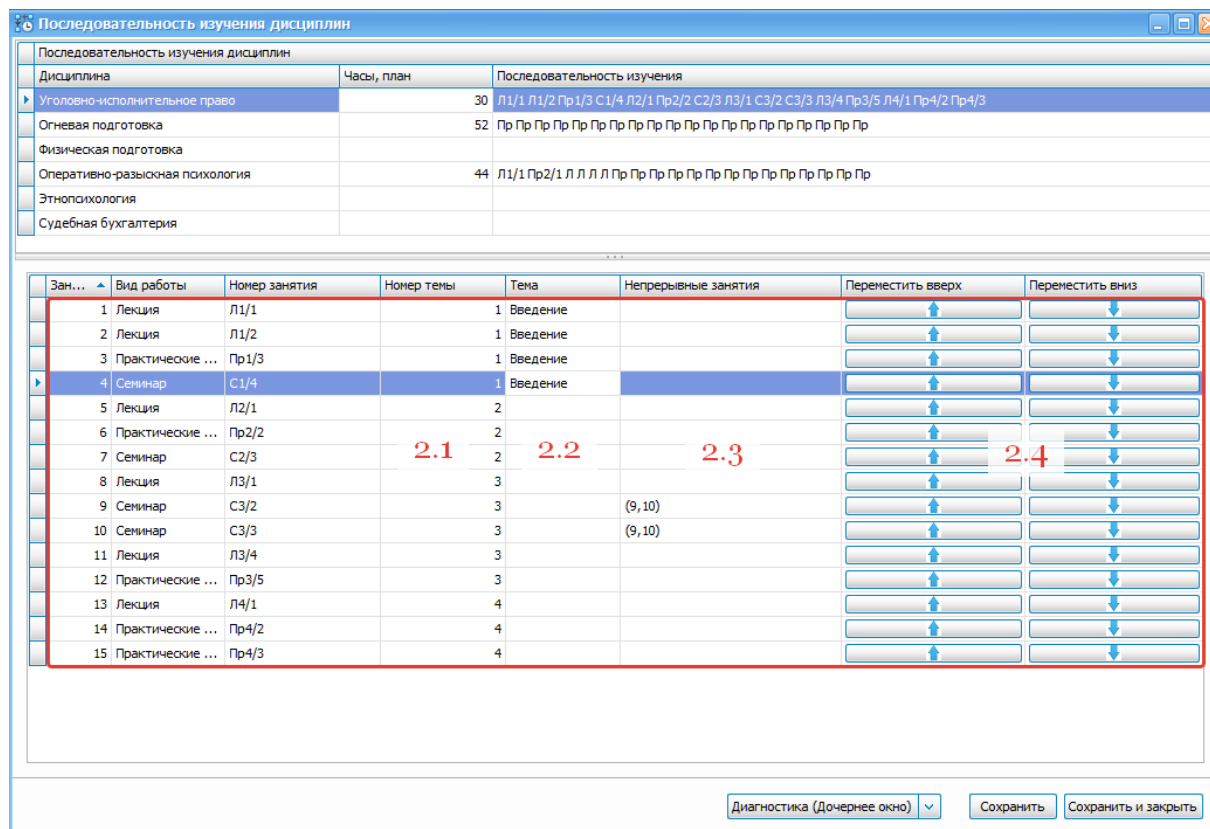 Последовательность изучения дисциплин
Последовательность изучения дисциплин
Дисциплина Часы, план Последовательность изучения
Уголовно-исполнительное право 30 Л1/1 Л1/2 Пр1/3 С1/4 Л2/1 Пр2/2 С2/3 Л3/1 С3/2 С3/3 Л3/4 Пр3/5 Л4/1 Пр4/2 Пр4/3
Огневая подготовка 52 Пр Пр Пр Пр Пр Пр Пр Пр Пр Пр Пр Пр Пр Пр Пр Пр Пр Пр Пр Пр
Физическая подготовка
Оперативно-разыскная психология 44 Л1/1 Пр2/1 Л Л Л Л Пр Пр Пр Пр Пр Пр Пр Пр Пр Пр Пр Пр Пр Пр
Этнопсихология
Судебная бухгалтерия
Зан... Вид работы Номер занятия Номер темы Тема Непрерывные занятия Переместить вверх Переместить вниз
1 Лекция Л1/1 1 Введение
2 Лекция Л1/2 1 Введение
3 Практические ... Пр1/3 1 Введение
4 Семинар С1/4 1 Введение
5 Лекция Л2/1 2
6 Практические ... Пр2/2 2
7 Семинар С2/3 2
2.1 2.2 2.3 2.4
8 Лекция Л3/1 3
9 Семинар С3/2 3 (9,10)
10 Семинар С3/3 3 (9,10)
11 Лекция Л3/4 3
12 Практические ... Пр3/5 3
13 Лекция Л4/1 4
14 Практические ... Пр4/2 4
15 Практические ... Пр4/3 4
Диагностика (Дочернее окно) Сохранить Сохранить и закрыть